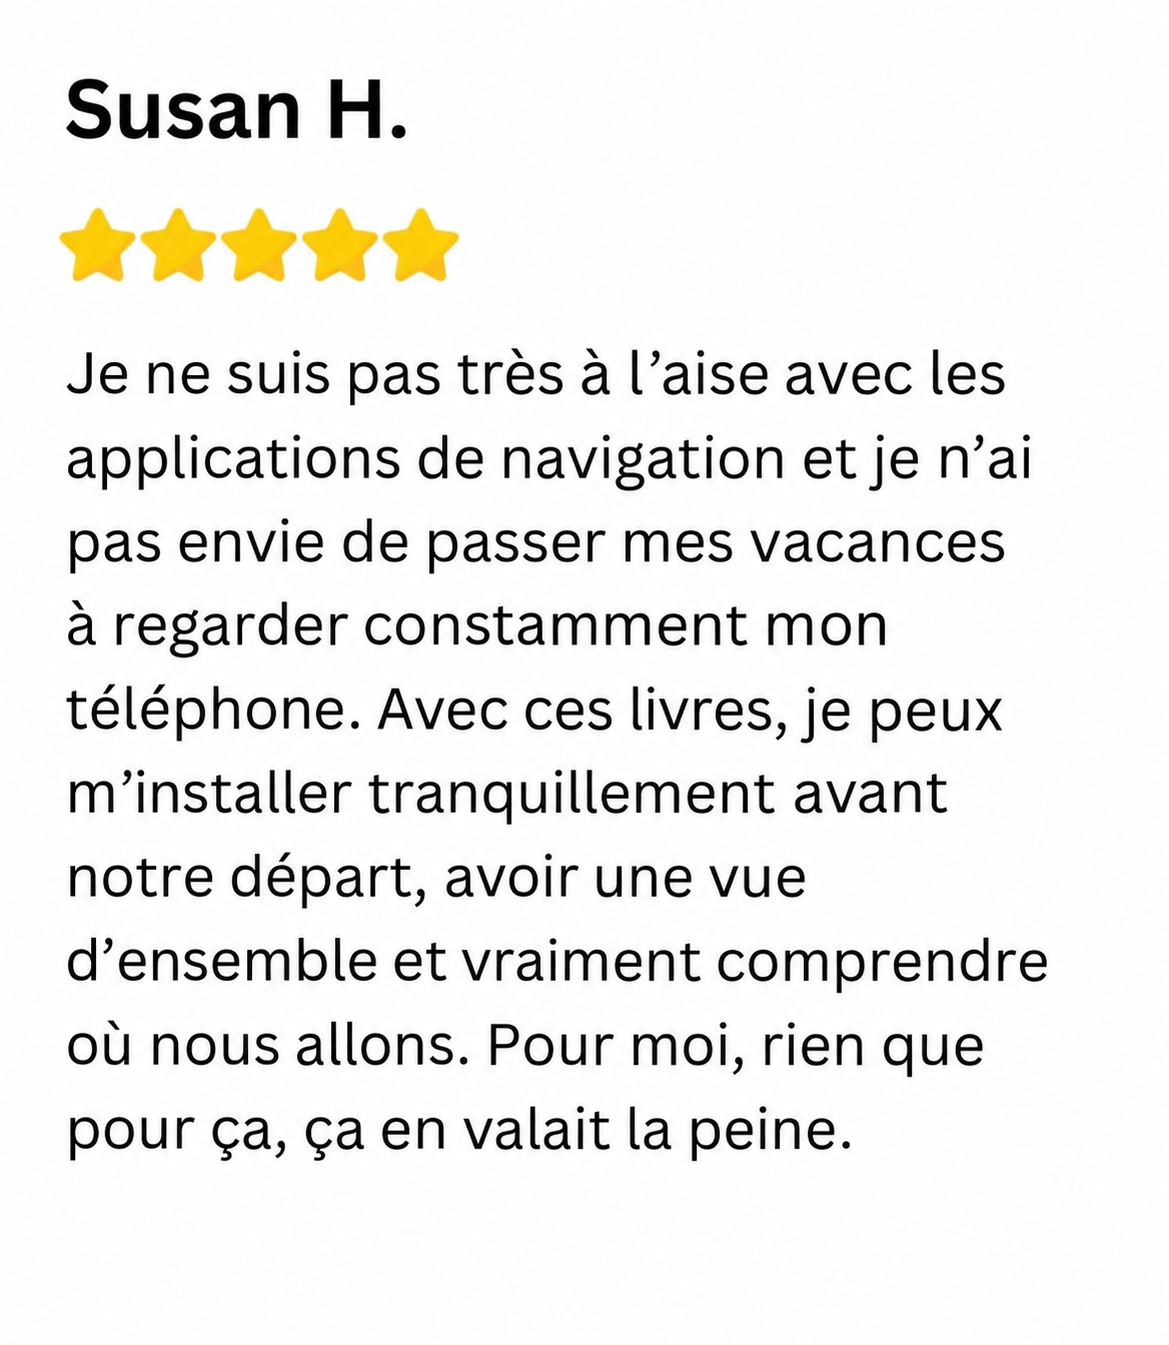 Susan H.
⭐⭐⭐⭐⭐
Je ne suis pas très à l’aise avec les
applications de navigation et je n’ai
pas envie de passer mes vacances
à regarder constamment mon
téléphone. Avec ces livres, je peux
m’installer tranquillement avant
notre départ, avoir une vue
d’ensemble et vraiment comprendre
où nous allons. Pour moi, rien que
pour ça, ça en valait la peine.